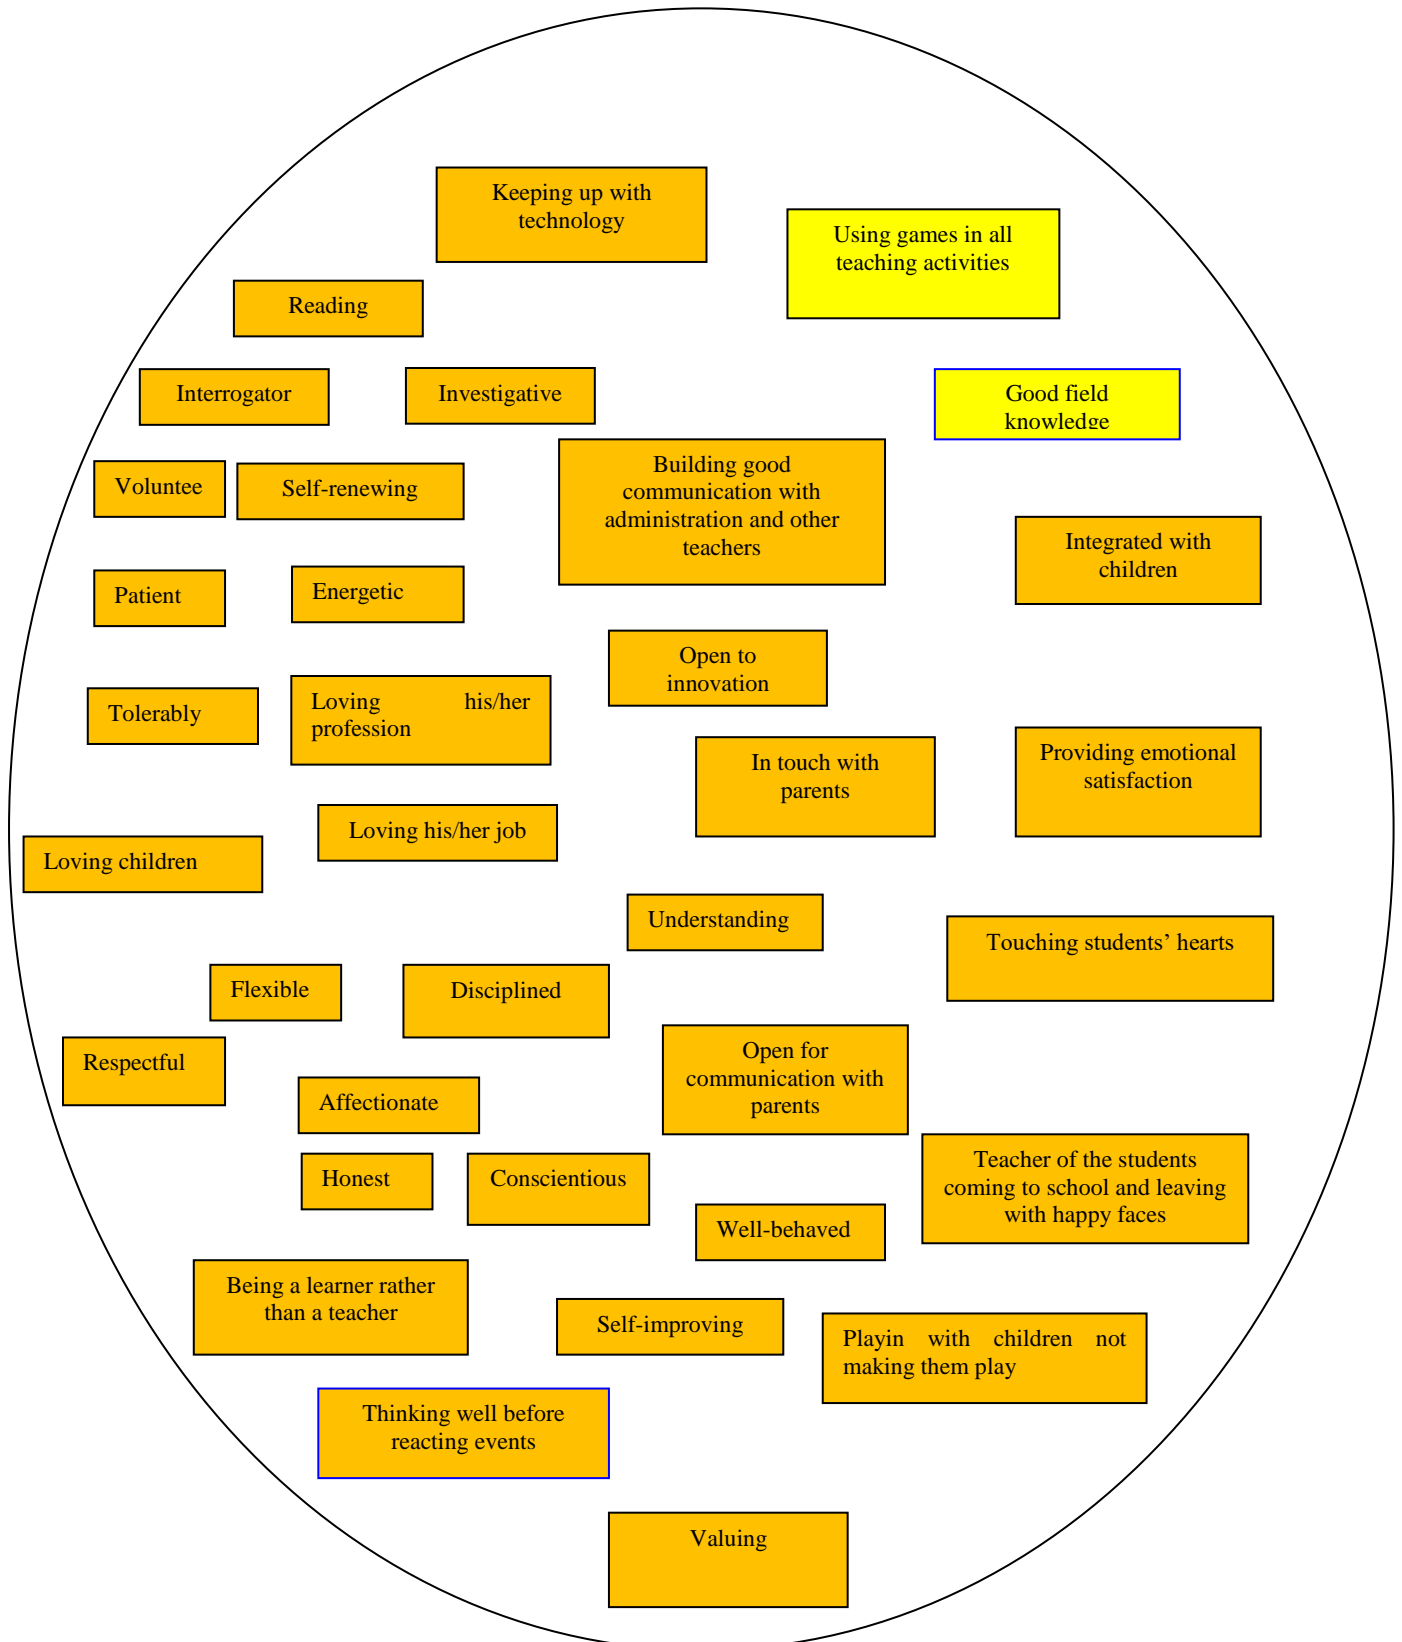 Keeping up with
technology
Using games in all
teaching activities
Reading
Interrogator
Investigative
Good field
knowledge
Voluntee
Self-renewing
Building good
communication with
administration and other
teachers
Integrated with
children
Patient
Energetic
Open to
innovation
Tolerably
Loving his/her
profession
In touch with
parents
Providing emotional
satisfaction
Loving his/her job
Loving children
Understanding
Touching students’ hearts
Flexible
Disciplined
Respectful
Open for
communication with
parents
Affectionate
Honest
Conscientious
Teacher of the students
coming to school and leaving
with happy faces
Well-behaved
Being a learner rather
than a teacher
Self-improving
Playin with children not
making them play
Thinking well before
reacting events
Valuing